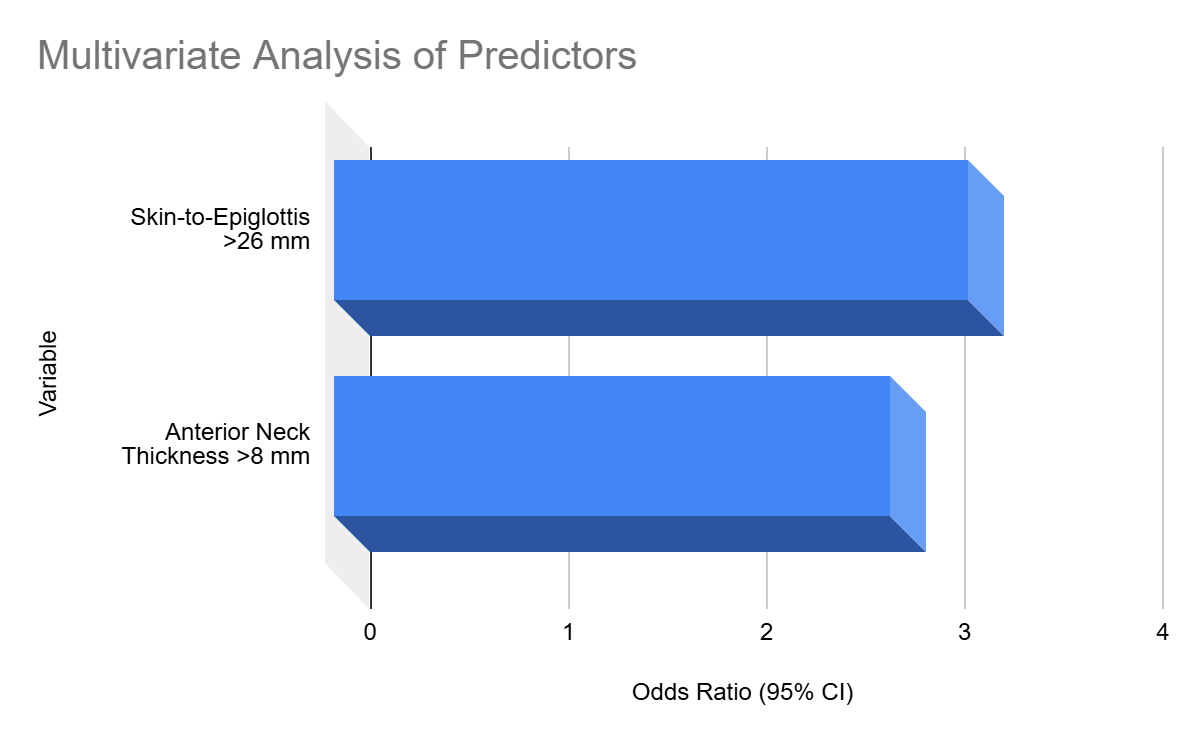 Multivariate Analysis of Predictors
Skin-to-Epiglottis
>26 mm
Anterior Neck
Thickness >8 mm
Variable
0 1 2 3 4
Odds Ratio (95% CI)